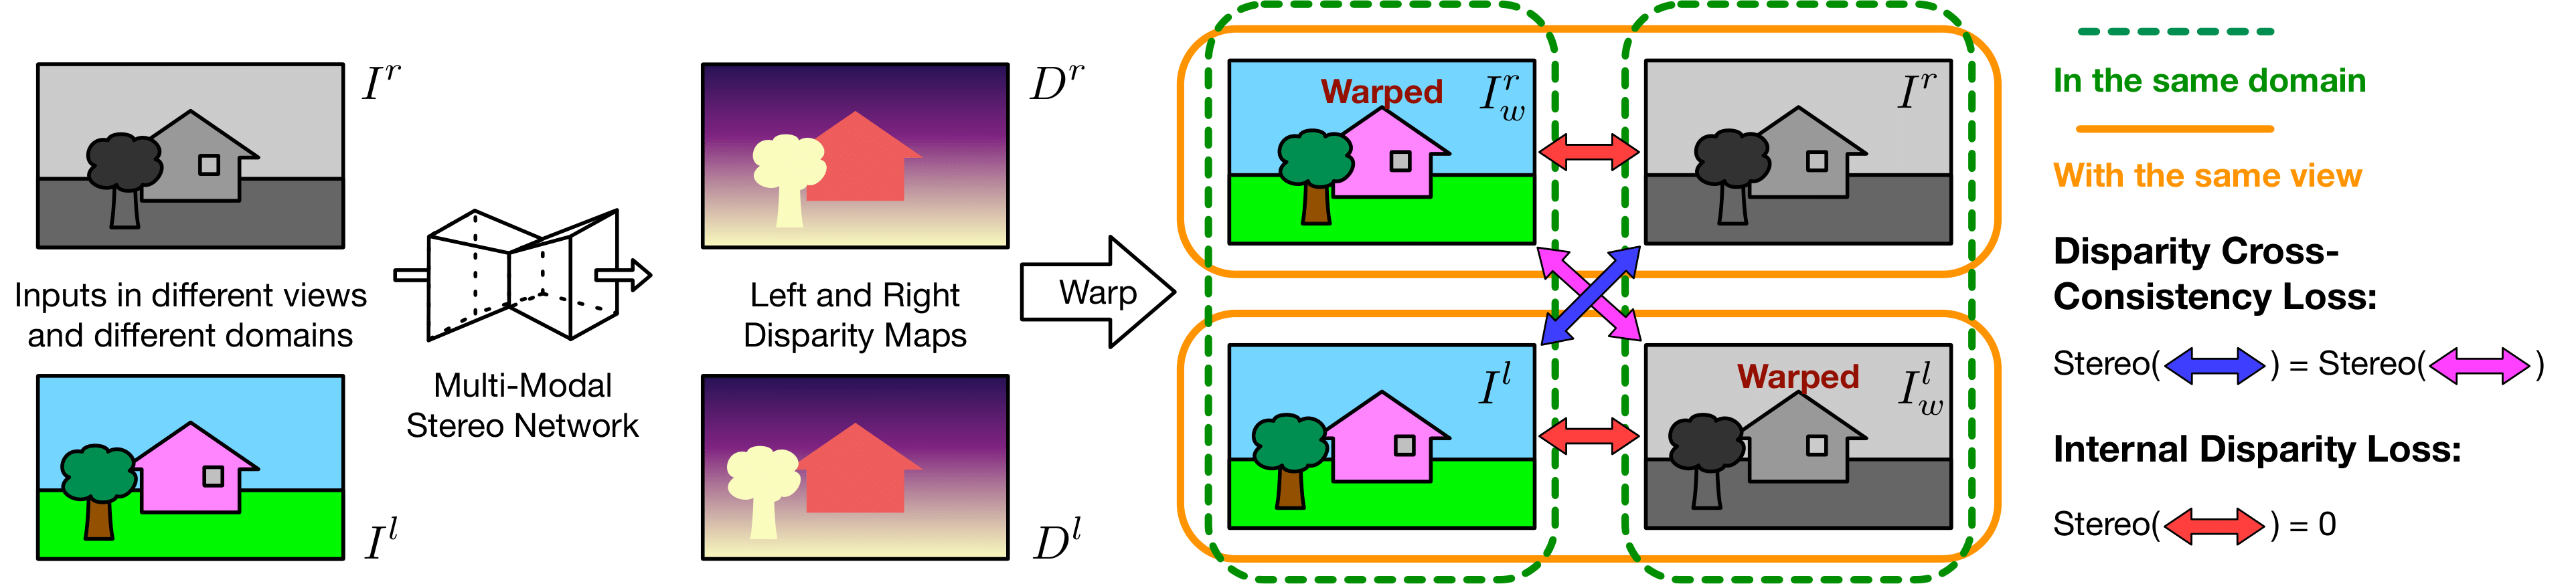 I^r
Inputs in different views
and different domains
I^l
Multi-Modal
Stereo Network
D^r
Left and Right
Disparity Maps
D^l
Warp
Warped
I^r_w
I^r
I^l
Warped
I^l_w
In the same domain
With the same view
Disparity Cross-
Consistency Loss:
Stereo( ) = Stereo( )
Internal Disparity Loss:
Stereo( ) = 0